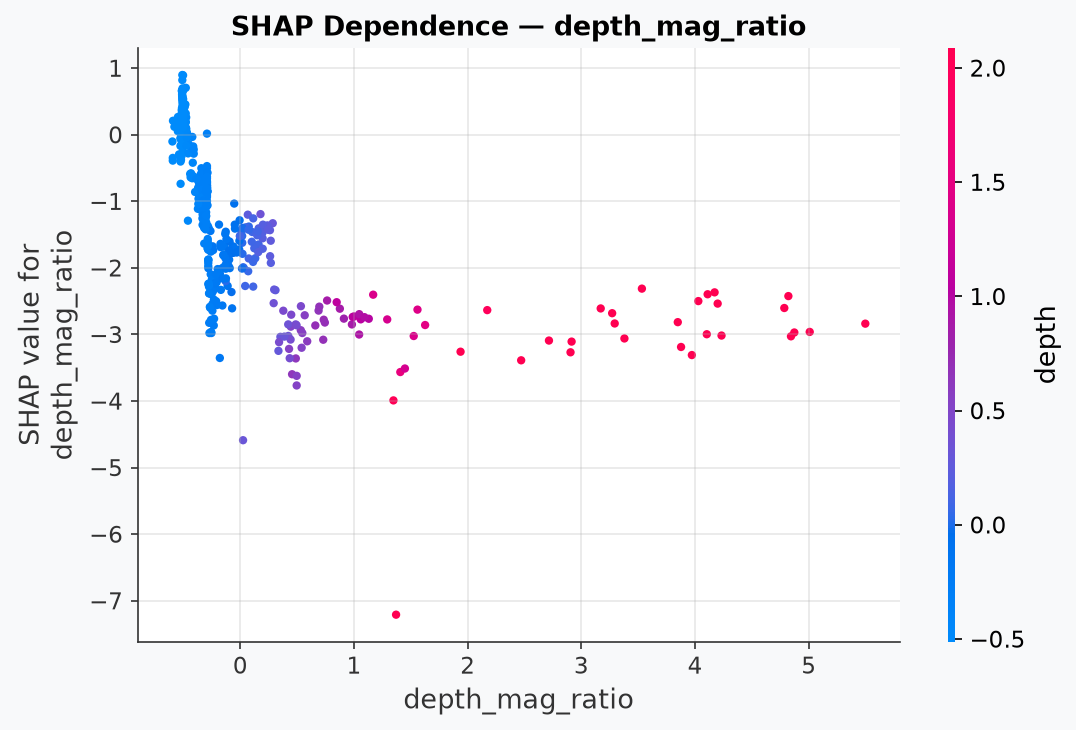 SHAP Dependence — depth_mag_ratio
1
0
−1
−2
−3
−4
−5
−6
−7
SHAP value for
depth_mag_ratio
0 1 2 3 4 5
depth_mag_ratio
2.0
1.5
1.0
0.5
0.0
−0.5
depth